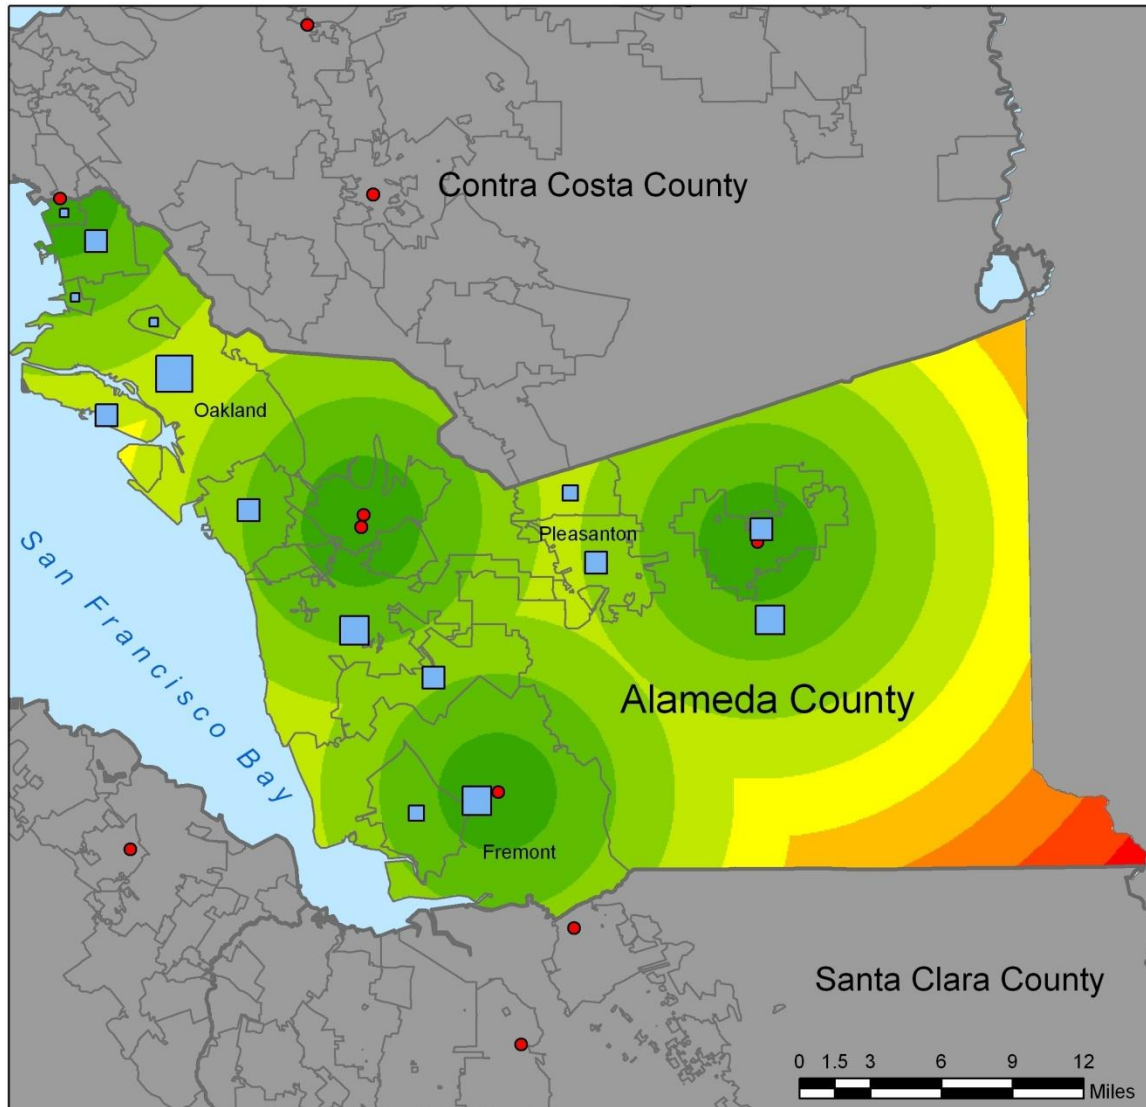 Contra Costa County
Oakland
San Francisco Bay
Pleasanton
Alameda County
Fremont
Santa Clara County
0 1.5 3 6 9 12
Miles